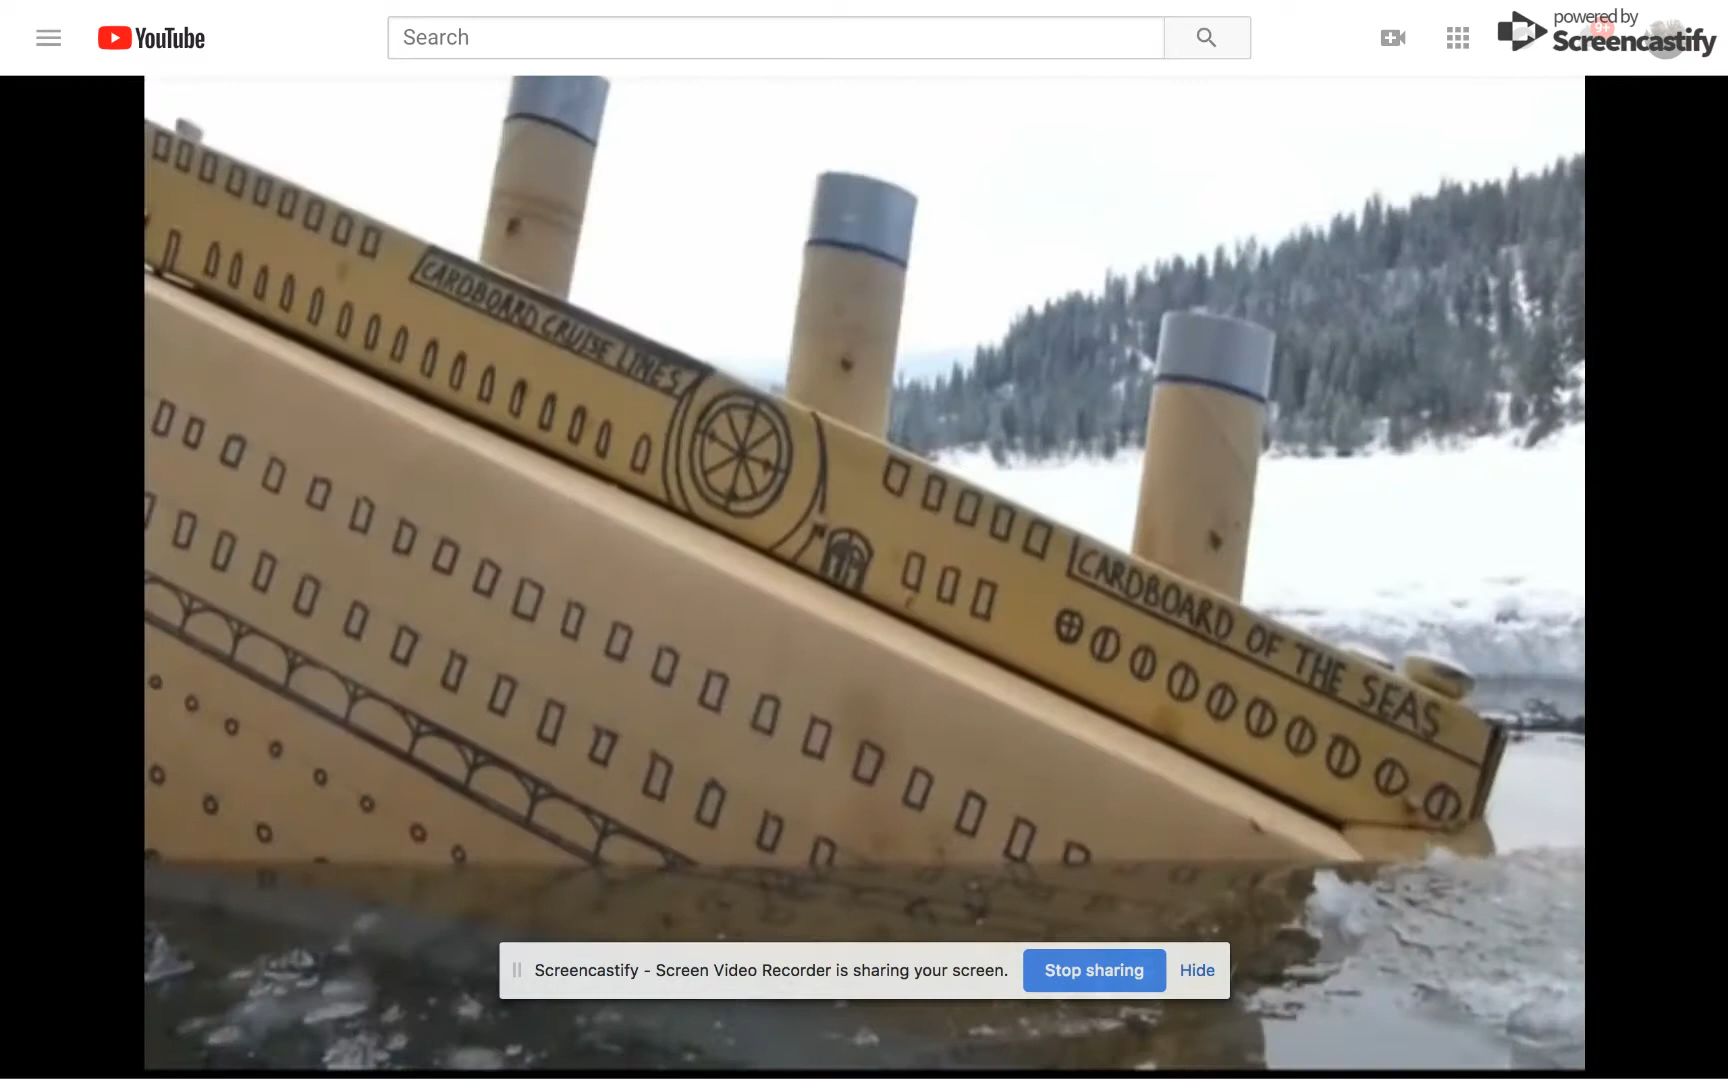 YouTube
Search
powered by
Screencastify
9+
CARDBOARD CRUISE LINES
CARDBOARD OF THE SEAS
Screencastify - Screen Video Recorder is sharing your screen.
Stop sharing
Hide